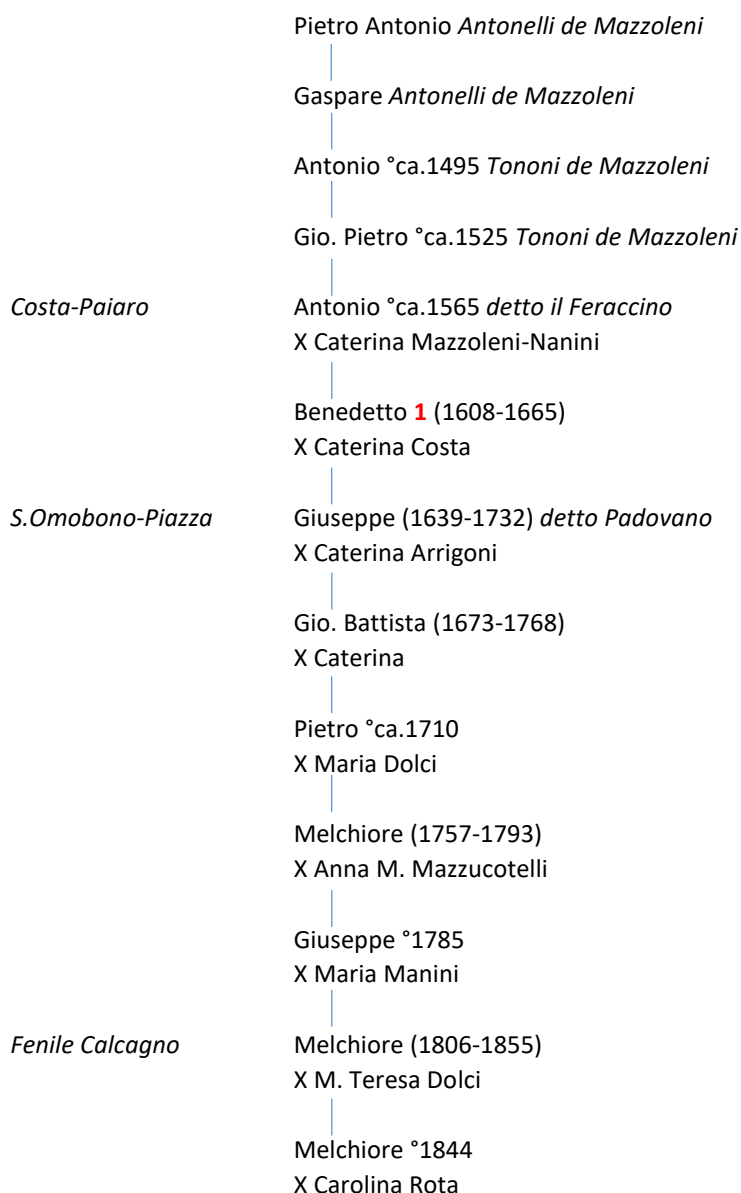 Pietro Antonio Antonelli de Mazzoleni
Gaspare Antonelli de Mazzoleni
Antonio °ca.1495 Tononi de Mazzoleni
Gio. Pietro °ca.1525 Tononi de Mazzoleni
Costa-Paiaro Antonio °ca.1565 detto il Feraccino
X Caterina Mazzoleni-Nanini
Benedetto 1 (1608-1665)
X Caterina Costa
S.Omobono-Piazza Giuseppe (1639-1732) detto Padovano
X Caterina Arrigoni
Gio. Battista (1673-1768)
X Caterina
Pietro °ca.1710
X Maria Dolci
Melchiore (1757-1793)
X Anna M. Mazzucotelli
Giuseppe °1785
X Maria Manini
Fenile Calcagno Melchiore (1806-1855)
X M. Teresa Dolci
Melchiore °1844
X Carolina Rota